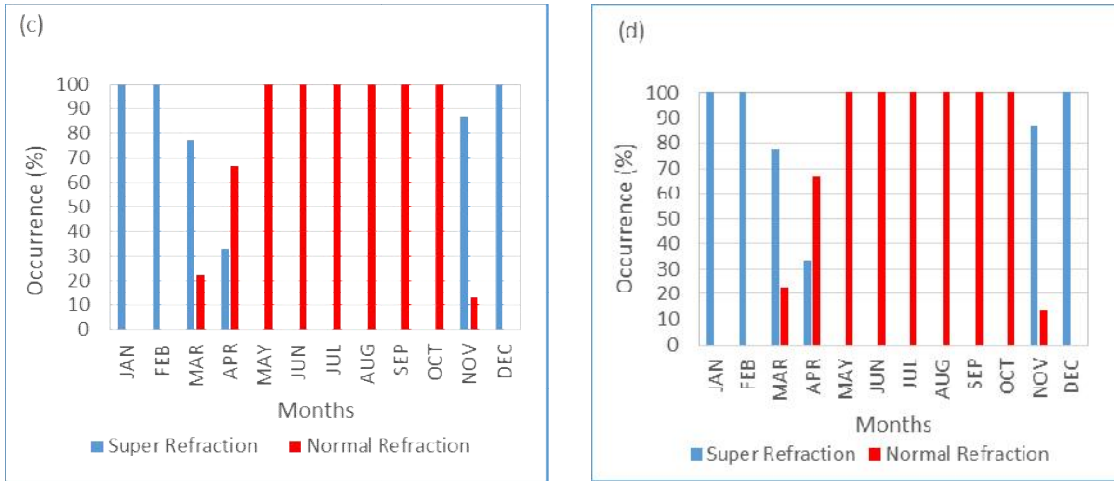 (c)
100
90
80
70
60
50
40
30
20
10
0
Occurrence (%)
JAN FEB MAR APR MAY JUN JUL AUG SEP OCT NOV DEC
Months
Super Refraction Normal Refraction
(d)
100
90
80
70
60
50
40
30
20
10
0
Occurrence (%)
JAN FEB MAR APR MAY JUN JUL AUG SEP OCT NOV DEC
Months
Super Refraction Normal Refraction